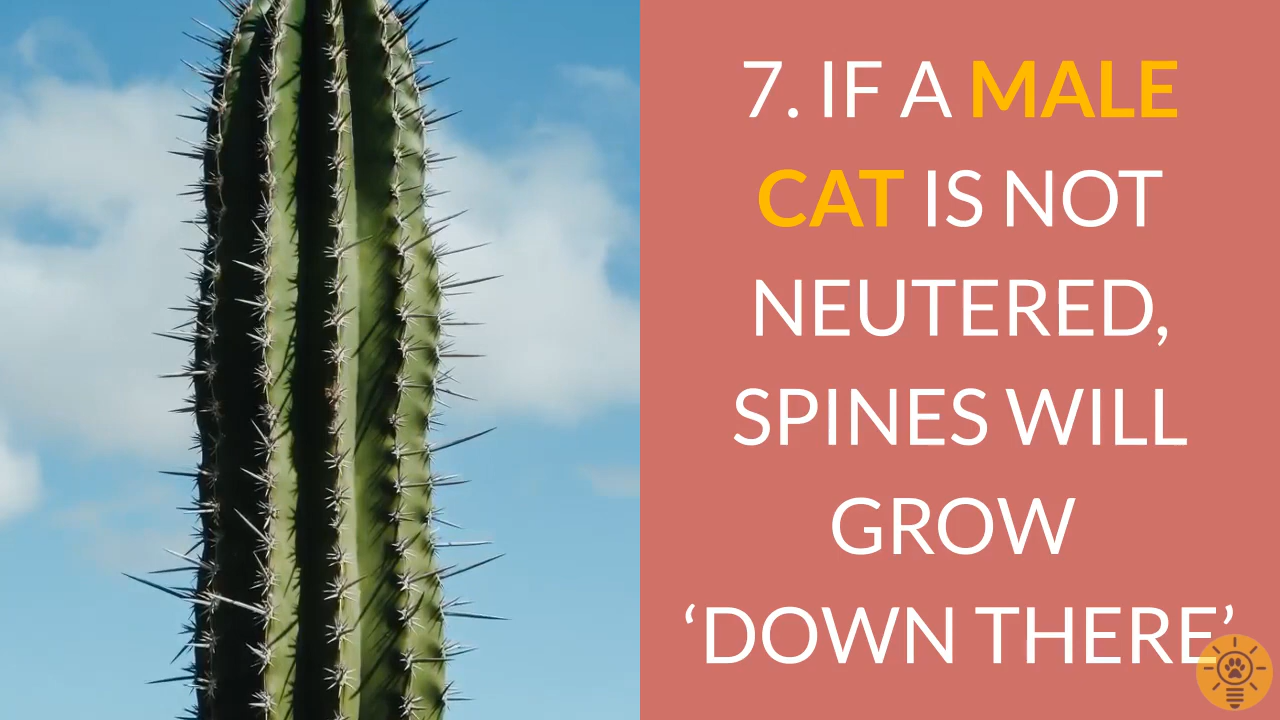 7. IF A MALE
CAT IS NOT
NEUTERED,
SPINES WILL
GROW
‘DOWN THERE’